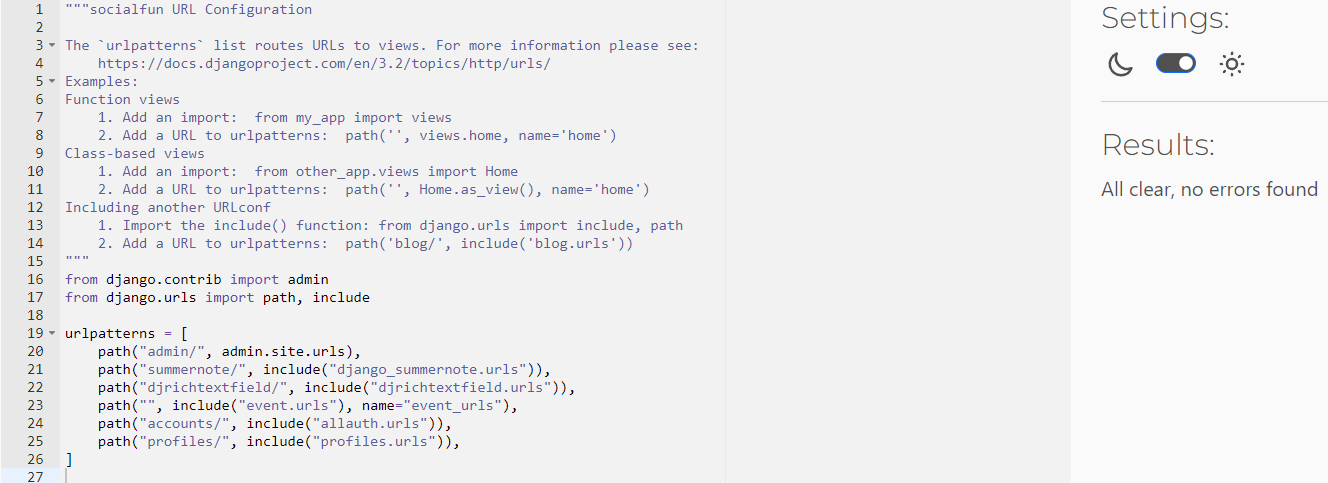 1 """socialfun URL Configuration
2
3 The `urlpatterns` list routes URLs to views. For more information please see:
4     https://docs.djangoproject.com/en/3.2/topics/http/urls/
5 Examples:
6 Function views
7     1. Add an import:  from my_app import views
8     2. Add a URL to urlpatterns:  path('', views.home, name='home')
9 Class-based views
10     1. Add an import:  from other_app.views import Home
11     2. Add a URL to urlpatterns:  path('', Home.as_view(), name='home')
12 Including another URLconf
13     1. Import the include() function: from django.urls import include, path
14     2. Add a URL to urlpatterns:  path('blog/', include('blog.urls'))
15 """
16 from django.contrib import admin
17 from django.urls import path, include
18
19 urlpatterns = [
20     path("admin/", admin.site.urls),
21     path("summernote/", include("django_summernote.urls")),
22     path("djrichtextfield/", include("djrichtextfield.urls")),
23     path("", include("event.urls"), name="event_urls"),
24     path("accounts/", include("allauth.urls")),
25     path("profiles/", include("profiles.urls")),
26 ]
27
Settings:
Results:
All clear, no errors found